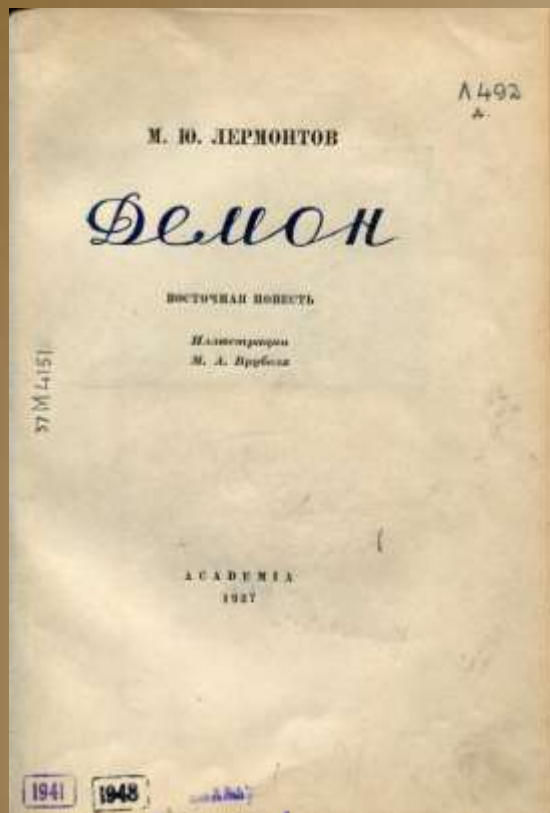 Л 492
Д.
М. Ю. ЛЕРМОНТОВ
Демон
ВОСТОЧНАЯ ПОВЕСТЬ
Иллюстрации
М. А. Врубеля
37 М 4151
ACADEMIA
1937
1941 1948